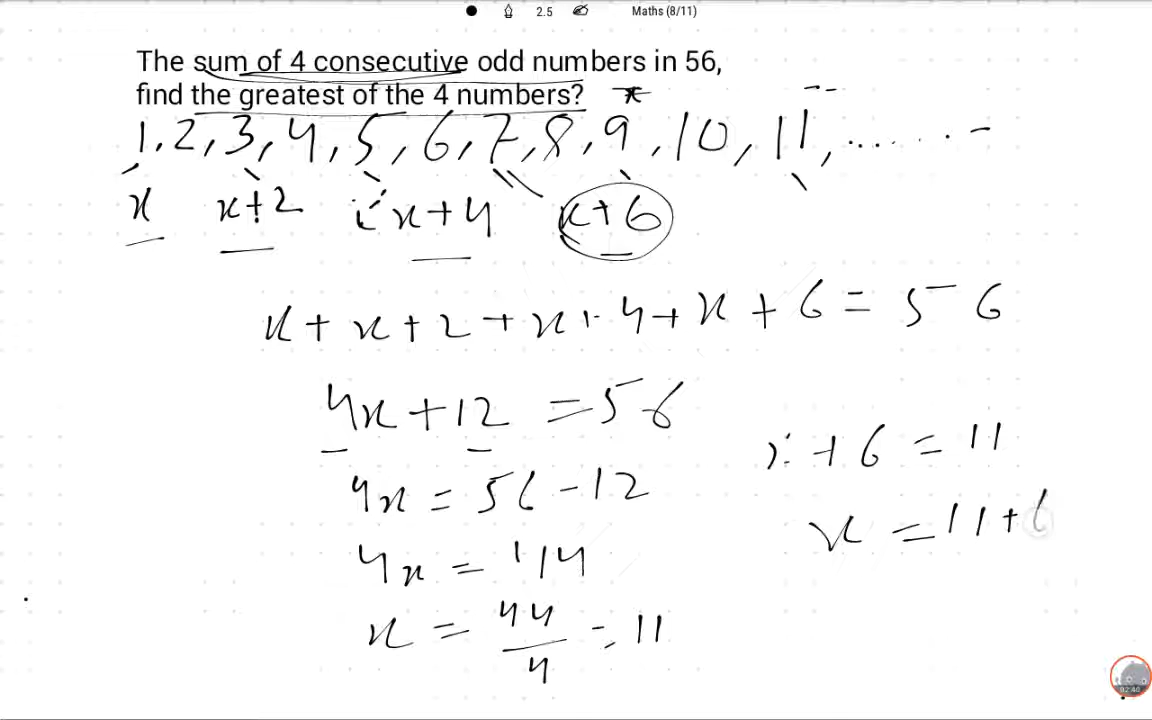 2.5 Maths (8/11)
The sum of 4 consecutive odd numbers in 56,
find the greatest of the 4 numbers? x
1, 2, 3, 4, 5, 6, 7, 8, 9, 10, 11, ......
x x+2 x+4 x+6
x + x + 2 + x + 4 + x + 6 = 56
4x + 12 = 56
4x = 56 - 12
4x = 44
x = 44/4 = 11
x + 6 = 11
x = 11 + 6